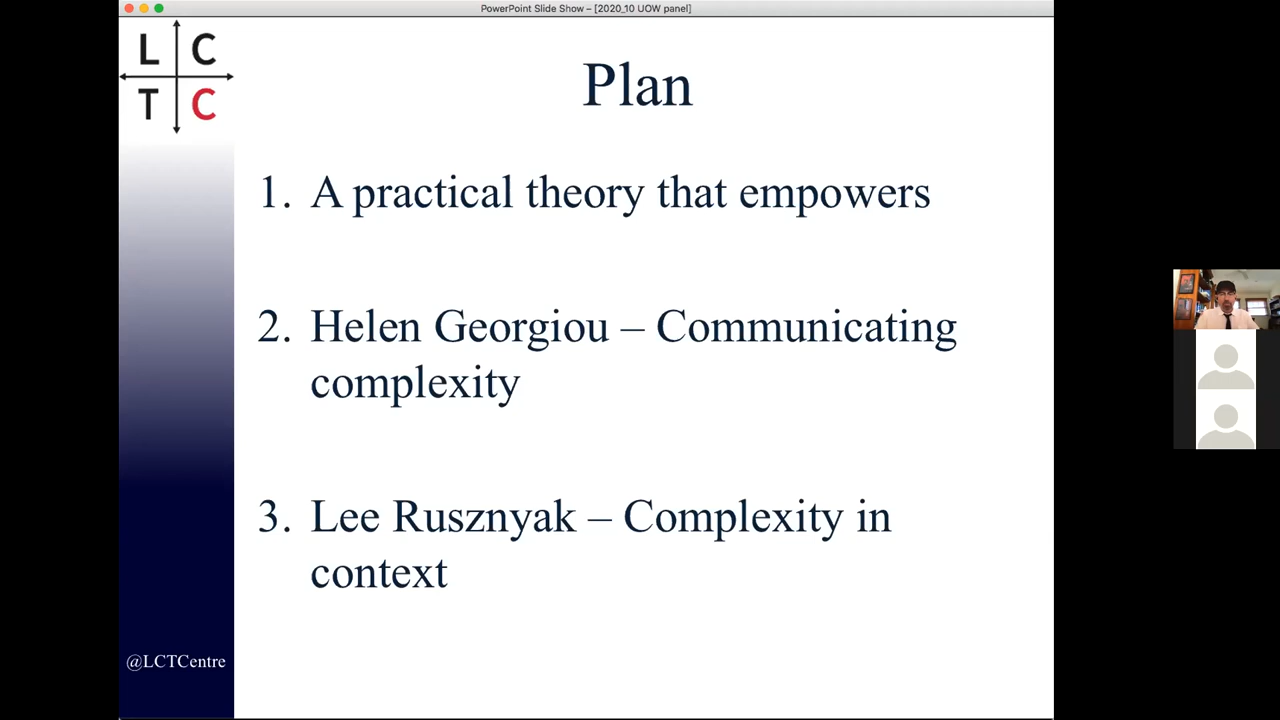 PowerPoint Slide Show – [2020_10 UOW panel]
L C
T C
Plan
1. A practical theory that empowers
2. Helen Georgiou – Communicating
complexity
3. Lee Rusznyak – Complexity in
context
@LCTCentre